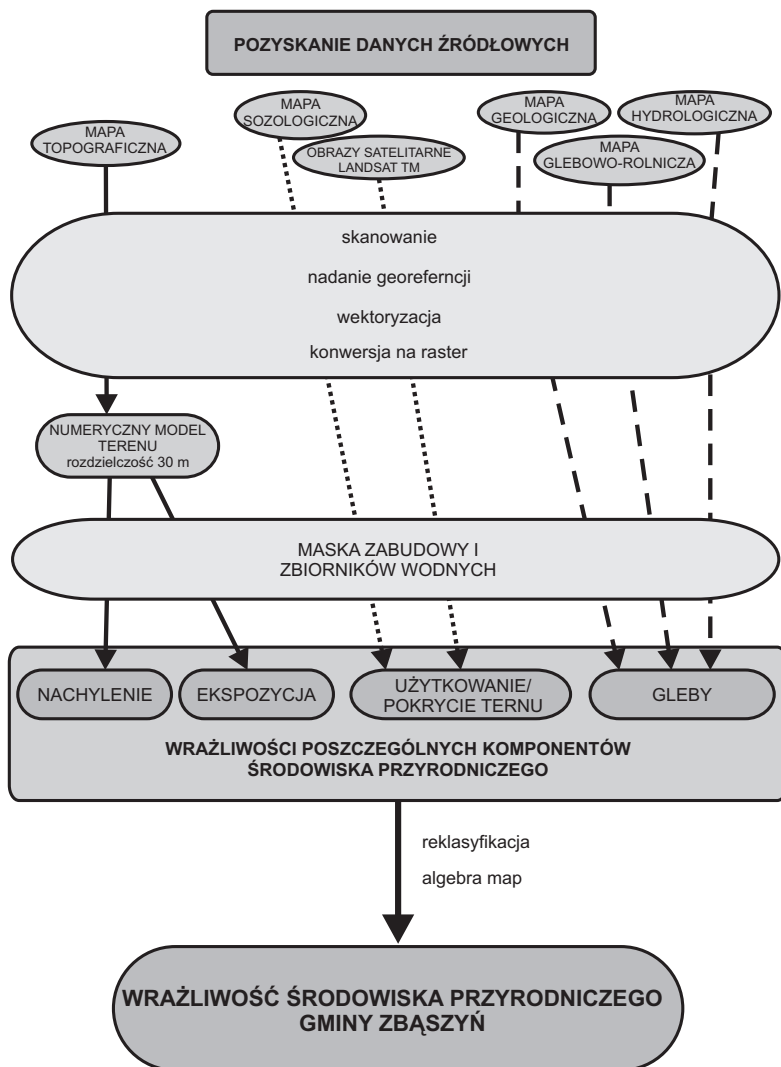 POZYSKANIE DANYCH ŹRÓDŁOWYCH
MAPA
TOPOGRAFICZNA
MAPA
SOZOLOGICZNA
OBRAZY SATELITARNE
LANDSAT TM
MAPA
GEOLOGICZNA
MAPA
GLEBOWO-ROLNICZA
MAPA
HYDROLOGICZNA
skanowanie
nadanie georeferncji
wektoryzacja
konwersja na raster
NUMERYCZNY MODEL
TERENU
rozdzielczość 30 m
MASKA ZABUDOWY I
ZBIORNIKÓW WODNYCH
NACHYLENIE
EKSPOZYCJA
UŻYTKOWANIE/
POKRYCIE TERNU
GLEBY
WRAŻLIWOŚCI POSZCZEGÓLNYCH KOMPONENTÓW
ŚRODOWISKA PRZYRODNICZEGO
reklasyfikacja
algebra map
WRAŻLIWOŚĆ ŚRODOWISKA PRZYRODNICZEGO
GMINY ZBĄSZYŃ